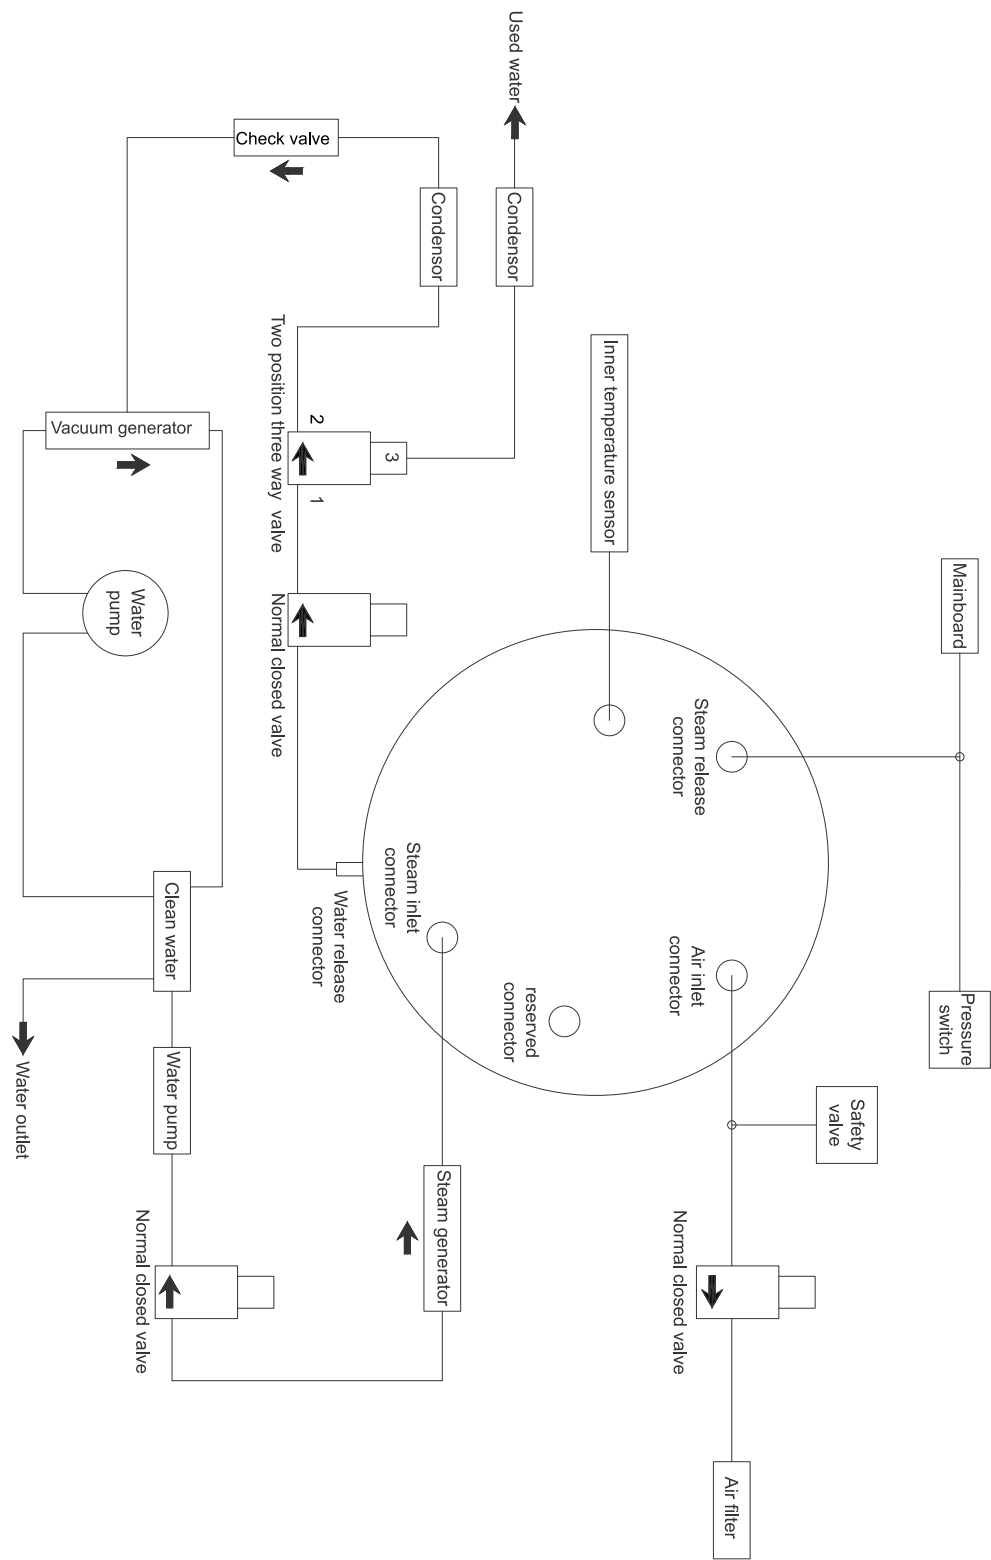 Used water
Check valve
Condensor
Condensor
Two position three way valve
2
3
1
Vacuum generator
Inner temperature sensor
Water
pump
Normal closed valve
Mainboard
Steam release
connector
Steam inlet
connector
Water release
connector
Air inlet
connector
reserved
connector
Pressure
switch
Clean water
Water outlet
Water pump
Safety
valve
Steam generator
Normal closed valve
Normal closed valve
Air filter